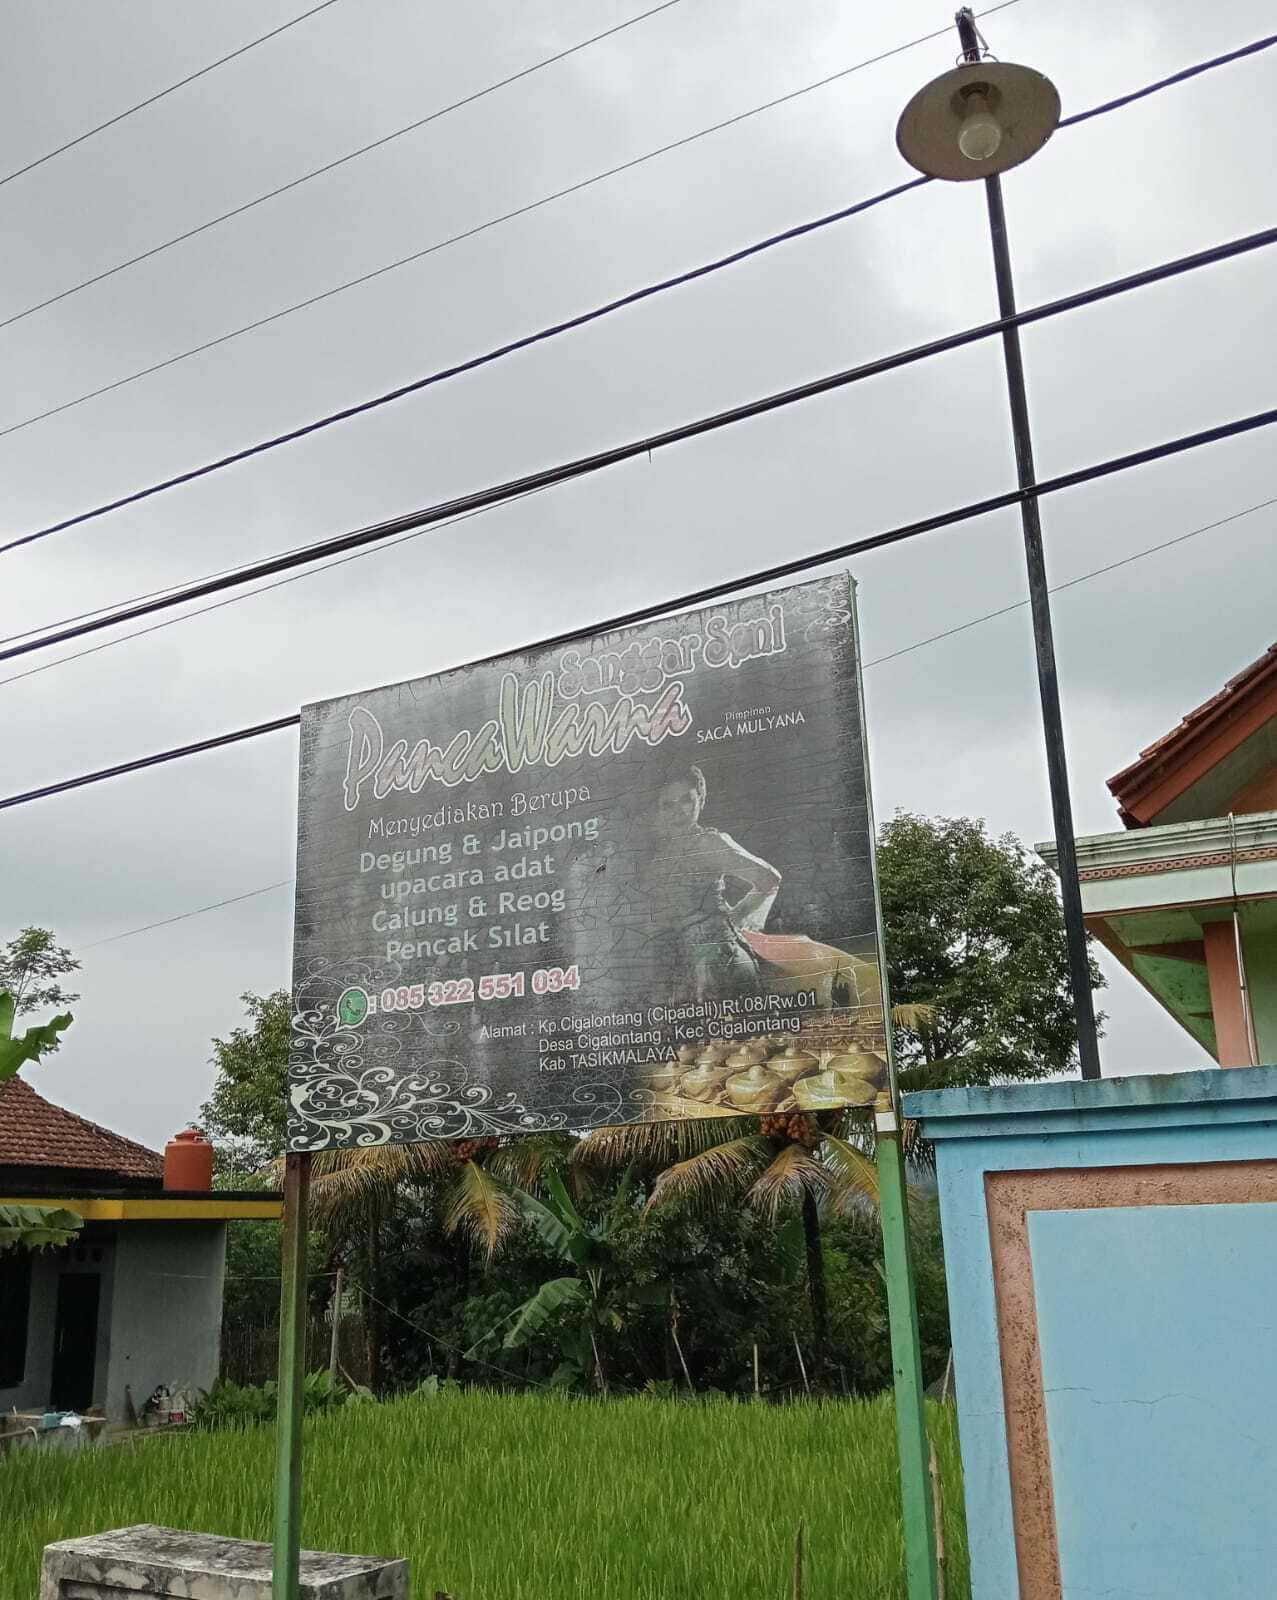 Sanggar Seni
PancaWarna
Pimpinan
SACA MULYANA
Menyediakan Berupa
Degung & Jaipong
upacara adat
Calung & Reog
Pencak Silat
: 085 322 551 034
Alamat : Kp.Cigalontang (Cipadali) Rt.08/Rw.01
Desa Cigalontang , Kec Cigalontang
Kab TASIKMALAYA